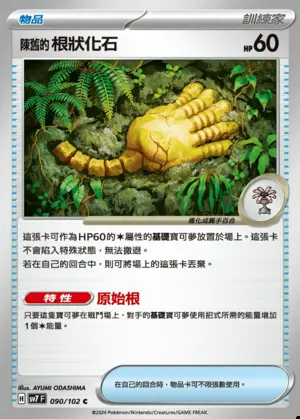 物品
訓練家
陳舊的 根狀化石
HP60
進化成觸手百合
這張卡可作為HP60的✶屬性的基礎寶可夢放置於場上。這張卡
不會陷入特殊狀態,無法撤退。
若在自己的回合中,則可將場上的這張卡丟棄。
特性 原始根
只要這隻寶可夢在戰鬥場上,對手的基礎寶可夢使用招式所需的能量增加
1個✶能量。
illus. AYUMI ODASHIMA
H SV7 F 090/102 C
在自己的回合時,物品卡可不限張數使用。
©2024 Pokémon/Nintendo/Creatures/GAME FREAK.